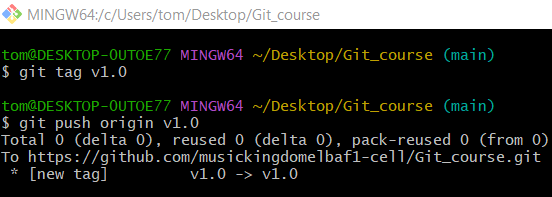 MINGW64:/c/Users/tom/Desktop/Git_course
tom@DESKTOP-OUTOE77 MINGW64 ~/Desktop/Git_course (main)
$ git tag v1.0
tom@DESKTOP-OUTOE77 MINGW64 ~/Desktop/Git_course (main)
$ git push origin v1.0
Total 0 (delta 0), reused 0 (delta 0), pack-reused 0 (from 0)
To https://github.com/musickingdomelbaf1-cell/Git_course.git
 * [new tag]         v1.0 -> v1.0